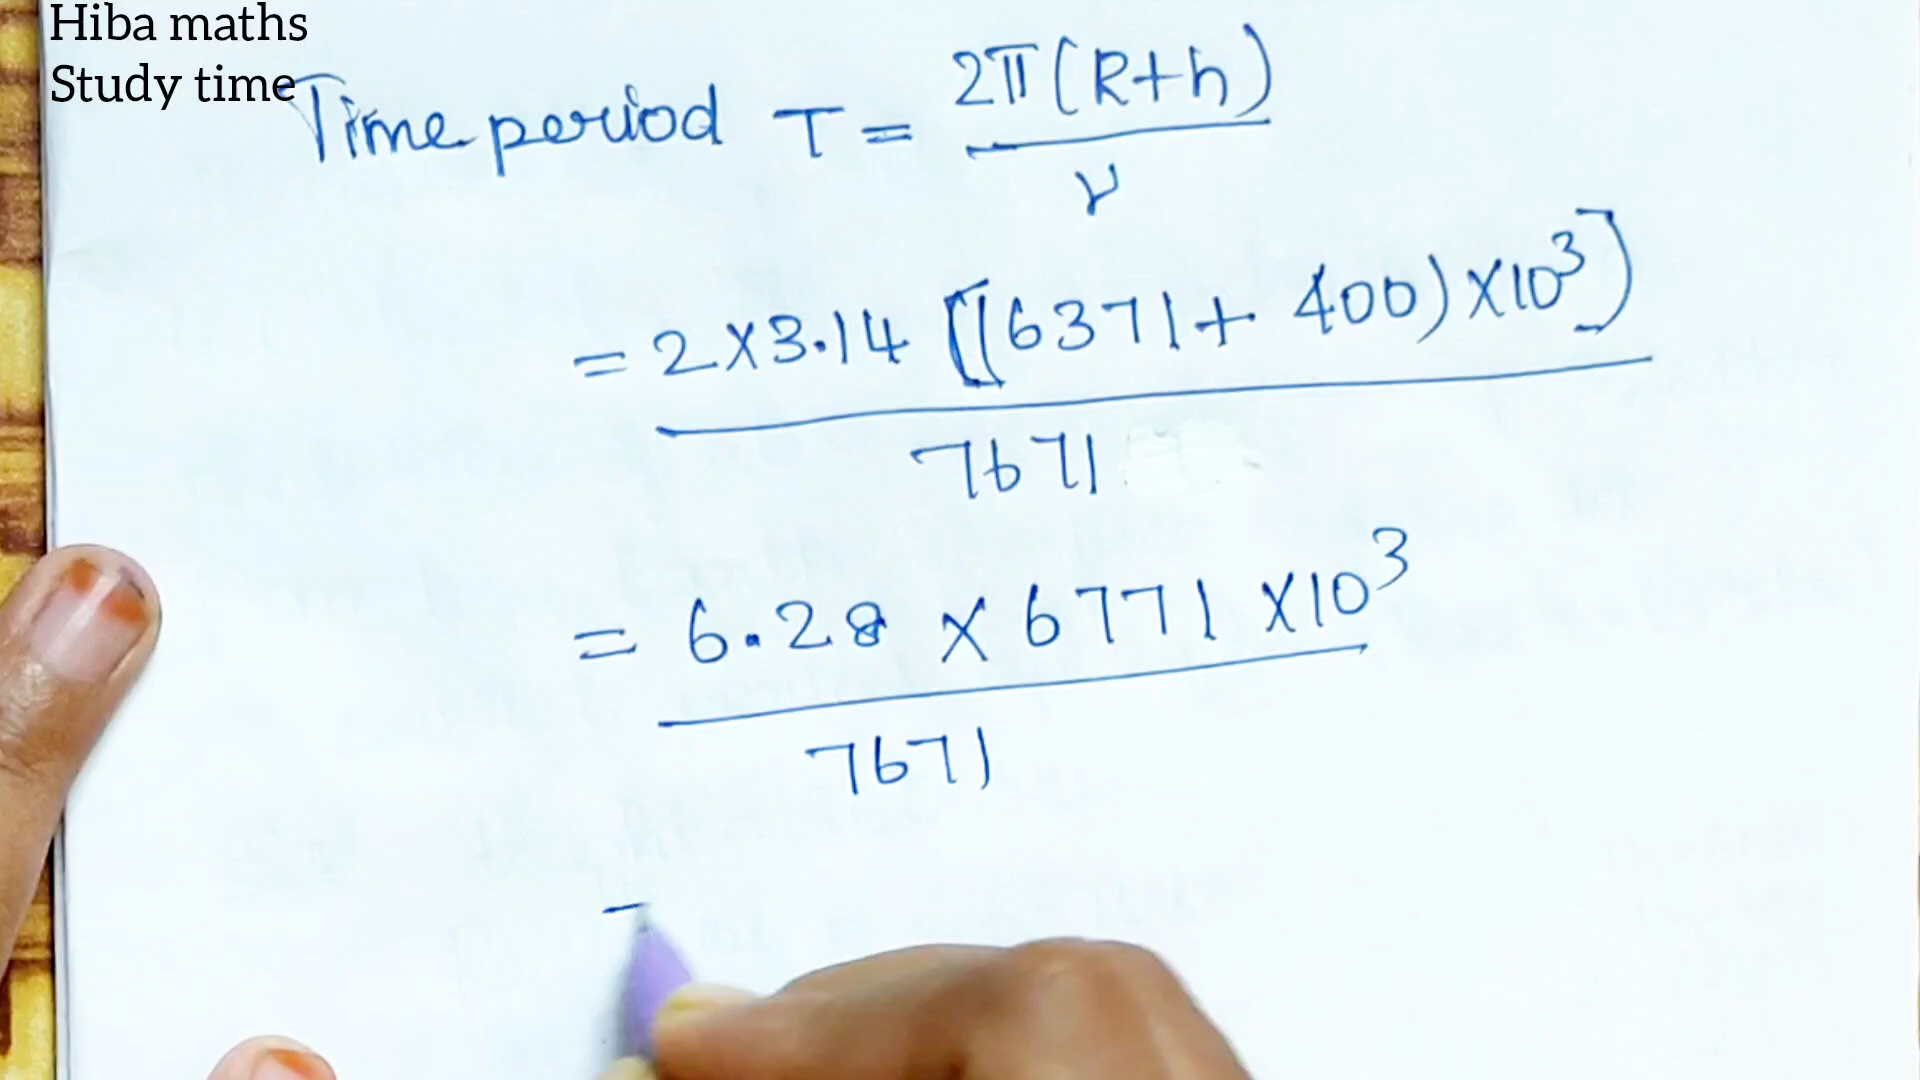 Hiba maths
Study time
Time period T = 2π(R+h)
v
= 2×3.14 [(6371+ 400)×10³]
7671
= 6.28 × 6771 ×10³
7671